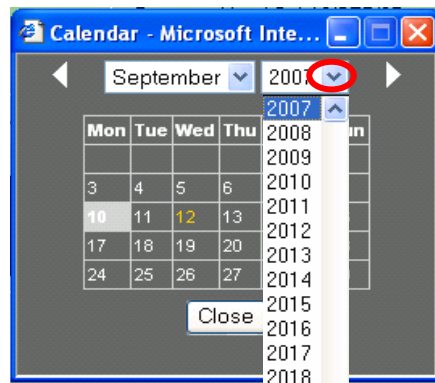 Calendar - Microsoft Inte...
September 2007
2007
Mon Tue Wed Thu un
2008
2009
3 4 5 6 2010
10 11 12 13 2011
2012
17 18 19 20 2013
24 25 26 27 2014
Close 2015
2016
2017
2018